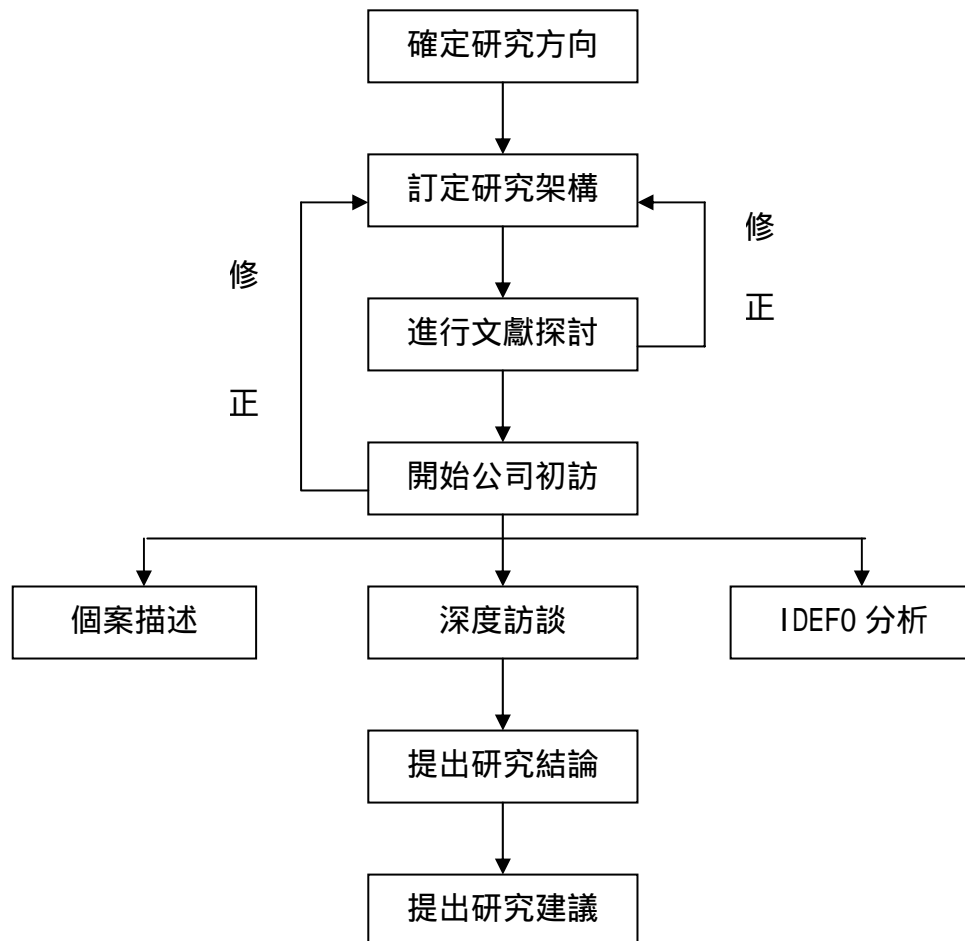 確定研究方向
訂定研究架構
修
正
修
正
進行文獻探討
開始公司初訪
個案描述
深度訪談
IDEF0 分析
提出研究結論
提出研究建議